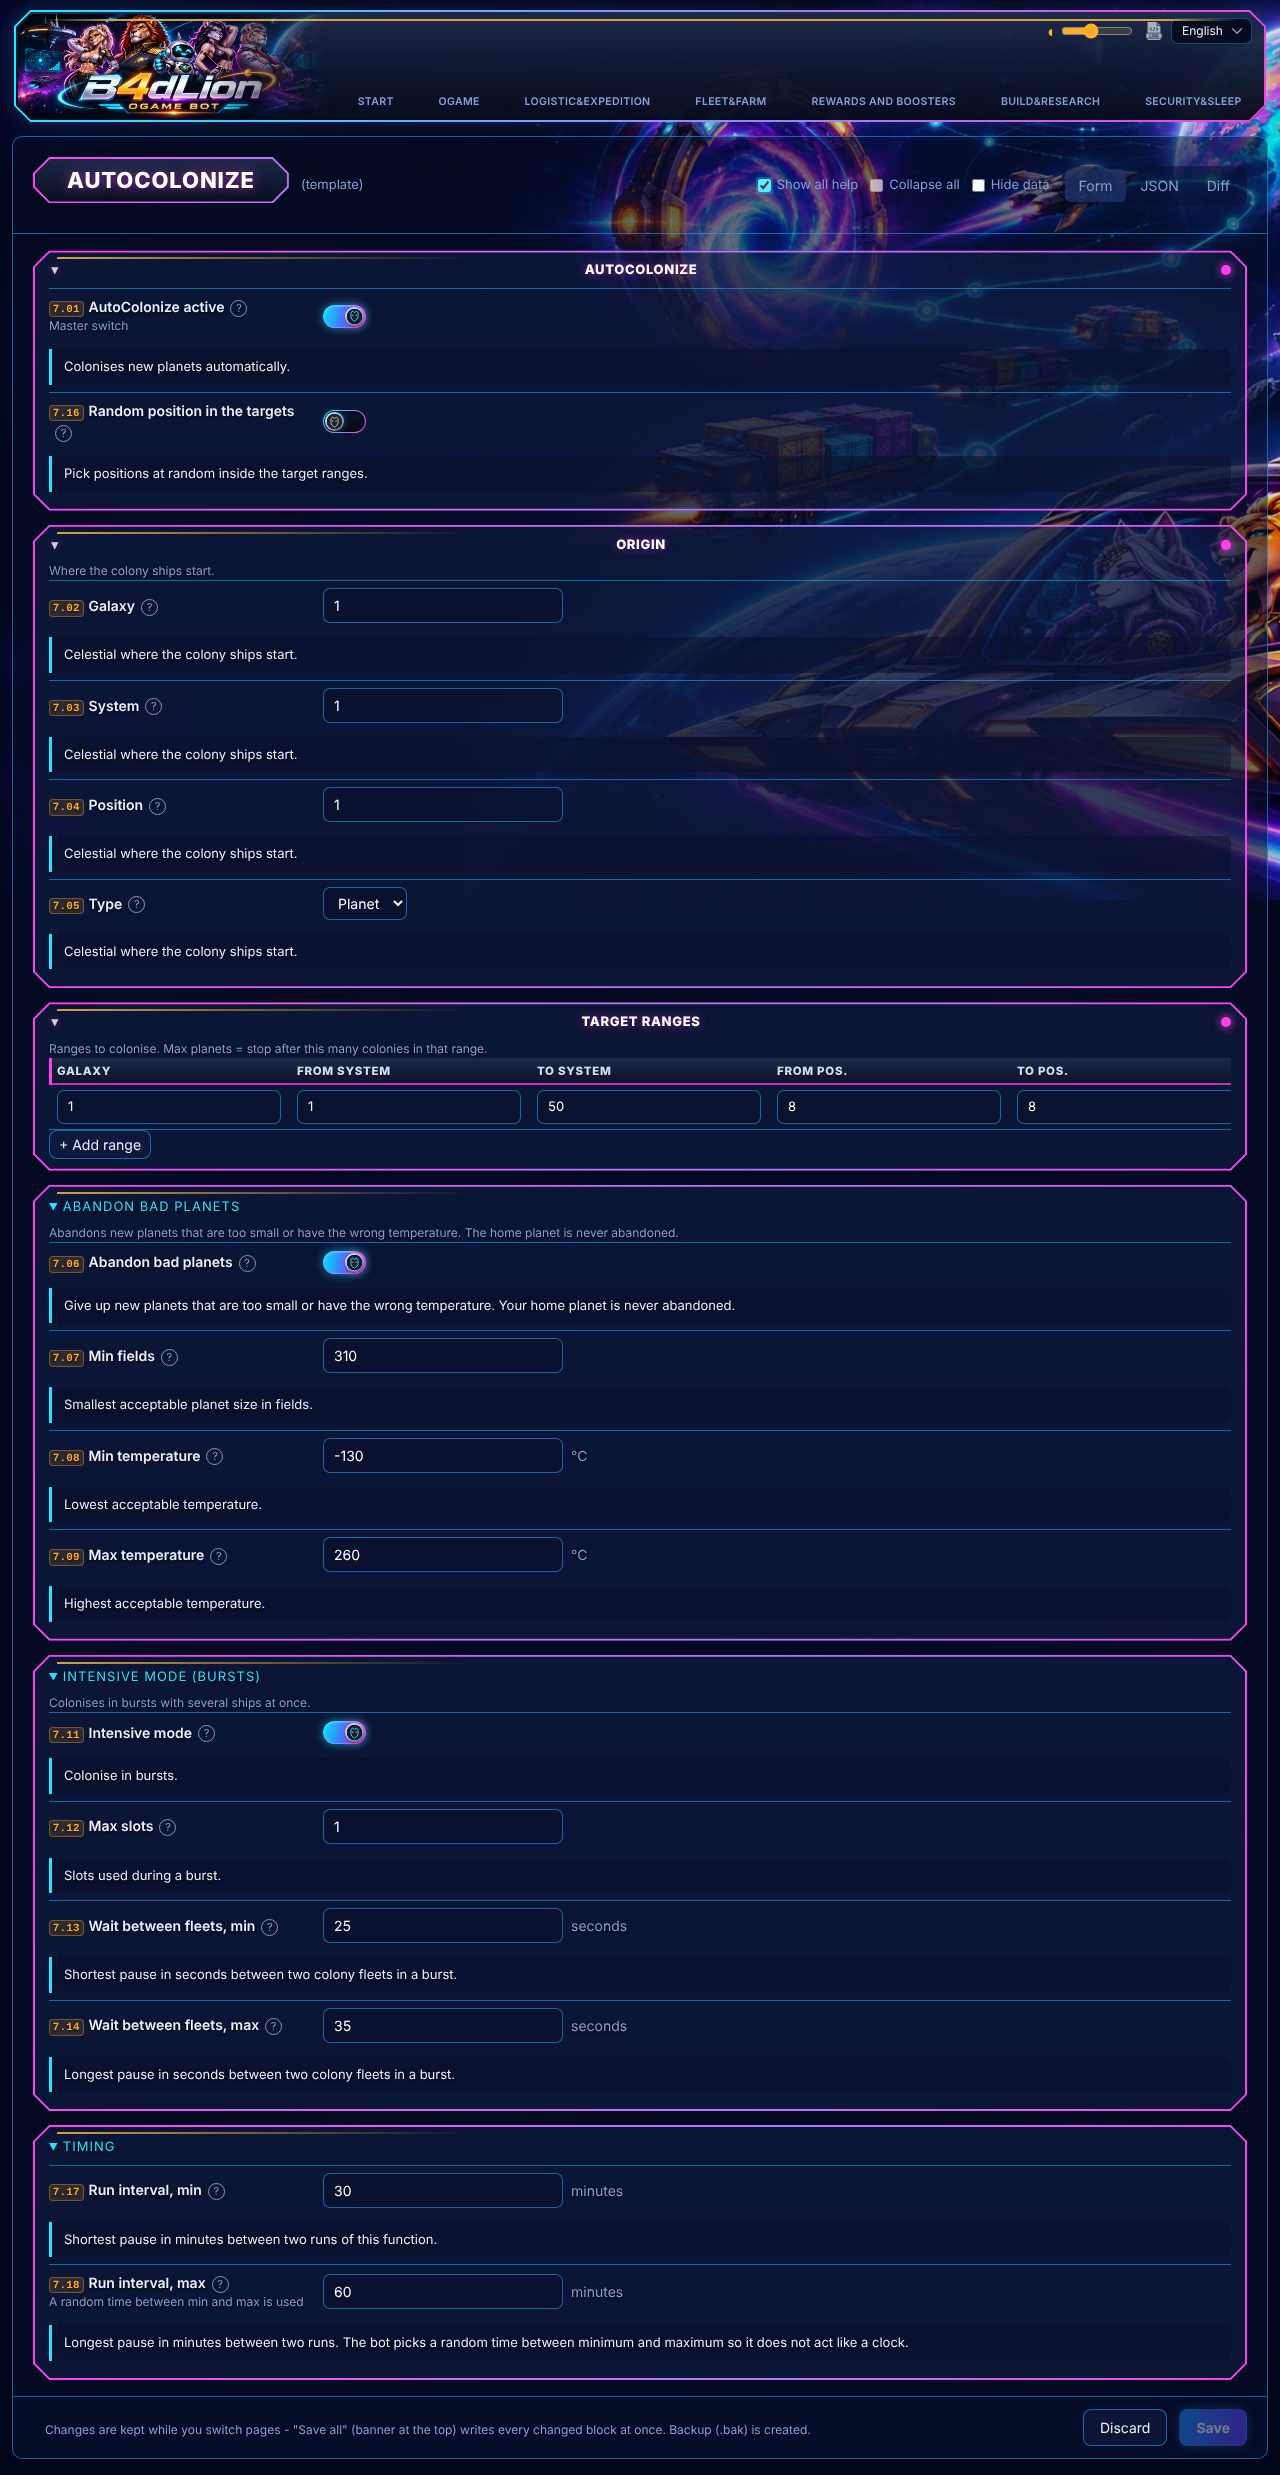 B4dLion
OGAME BOT
English
START
OGAME
LOGISTIC&EXPEDITION
FLEET&FARM
REWARDS AND BOOSTERS
BUILD&RESEARCH
SECURITY&SLEEP
AUTOCOLONIZE
(template)
Show all help
Collapse all
Hide data
Form
JSON
Diff
▼ AUTOCOLONIZE
7.01 AutoColonize active ?
Master switch
Colonises new planets automatically.
7.16 Random position in the targets
?
Pick positions at random inside the target ranges.
▼ ORIGIN
Where the colony ships start.
7.02 Galaxy ? 1
Celestial where the colony ships start.
7.03 System ? 1
Celestial where the colony ships start.
7.04 Position ? 1
Celestial where the colony ships start.
7.05 Type ? Planet
Celestial where the colony ships start.
▼ TARGET RANGES
Ranges to colonise. Max planets = stop after this many colonies in that range.
GALAXY FROM SYSTEM TO SYSTEM FROM POS. TO POS.
1 1 50 8 8
+ Add range
▼ ABANDON BAD PLANETS
Abandons new planets that are too small or have the wrong temperature. The home planet is never abandoned.
7.06 Abandon bad planets ?
Give up new planets that are too small or have the wrong temperature. Your home planet is never abandoned.
7.07 Min fields ? 310
Smallest acceptable planet size in fields.
7.08 Min temperature ? -130 °C
Lowest acceptable temperature.
7.09 Max temperature ? 260 °C
Highest acceptable temperature.
▼ INTENSIVE MODE (BURSTS)
Colonises in bursts with several ships at once.
7.11 Intensive mode ?
Colonise in bursts.
7.12 Max slots ? 1
Slots used during a burst.
7.13 Wait between fleets, min ? 25 seconds
Shortest pause in seconds between two colony fleets in a burst.
7.14 Wait between fleets, max ? 35 seconds
Longest pause in seconds between two colony fleets in a burst.
▼ TIMING
7.17 Run interval, min ? 30 minutes
Shortest pause in minutes between two runs of this function.
7.18 Run interval, max ? 60 minutes
A random time between min and max is used
Longest pause in minutes between two runs. The bot picks a random time between minimum and maximum so it does not act like a clock.
Changes are kept while you switch pages - "Save all" (banner at the top) writes every changed block at once. Backup (.bak) is created.
Discard
Save